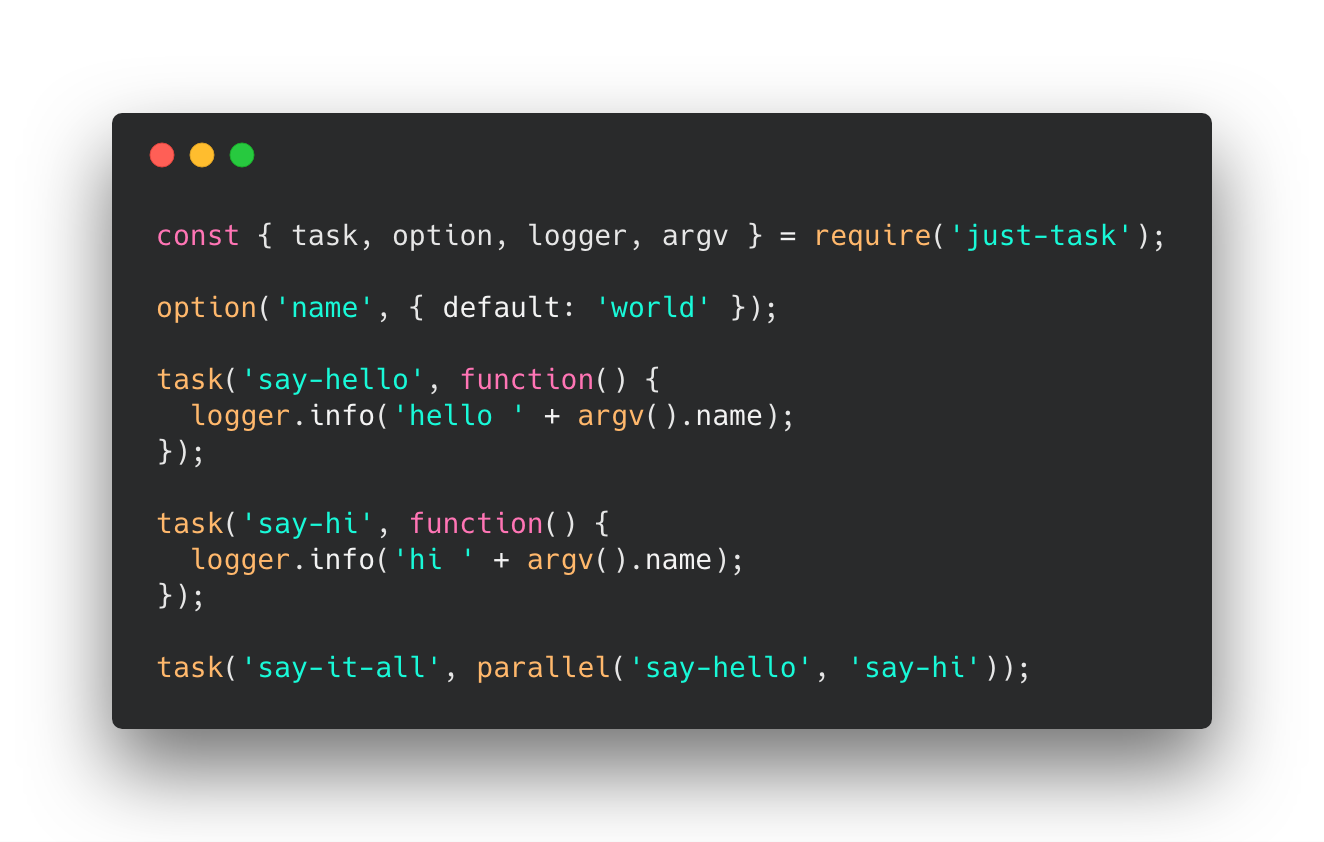 const { task, option, logger, argv } = require('just-task');
option('name', { default: 'world' });
task('say-hello', function() {
  logger.info('hello ' + argv().name);
});
task('say-hi', function() {
  logger.info('hi ' + argv().name);
});
task('say-it-all', parallel('say-hello', 'say-hi'));